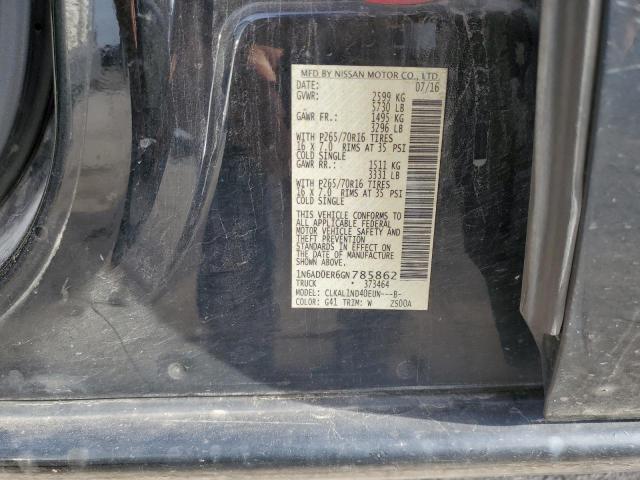 MFD BY NISSAN MOTOR CO., LTD
DATE: 07/16
GVWR: 2599 KG
5730 LB
GAWR FR.: 1495 KG
3296 LB
WITH P265/70R16 TIRES
16 X 7.0 RIMS AT 35 PSI
COLD SINGLE
GAWR RR.: 1511 KG
3331 LB
WITH P265/70R16 TIRES
16 X 7.0 RIMS AT 35 PSI
COLD SINGLE
THIS VEHICLE CONFORMS TO
ALL APPLICABLE FEDERAL
MOTOR VEHICLE SAFETY AND
THEFT PREVENTION
STANDARDS IN EFFECT ON
THE DATE OF MANUFACTURE
SHOWN ABOVE.
1N6AD0ER6GN785862
TRUCK * 373464
MODEL: CLKALJND40EUN---B-
COLOR: G41 TRIM: W 2500A